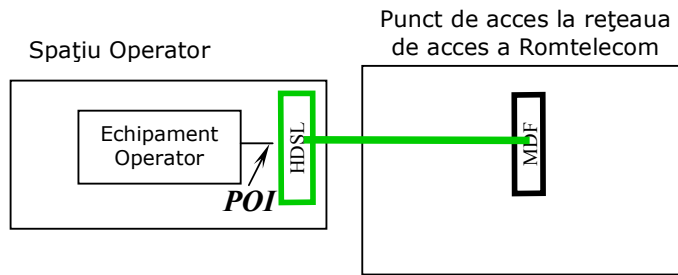 Punct de acces la reţeaua
de acces a Romtelecom
Spaţiu Operator
Echipament
Operator
HDSL
MDF
POI